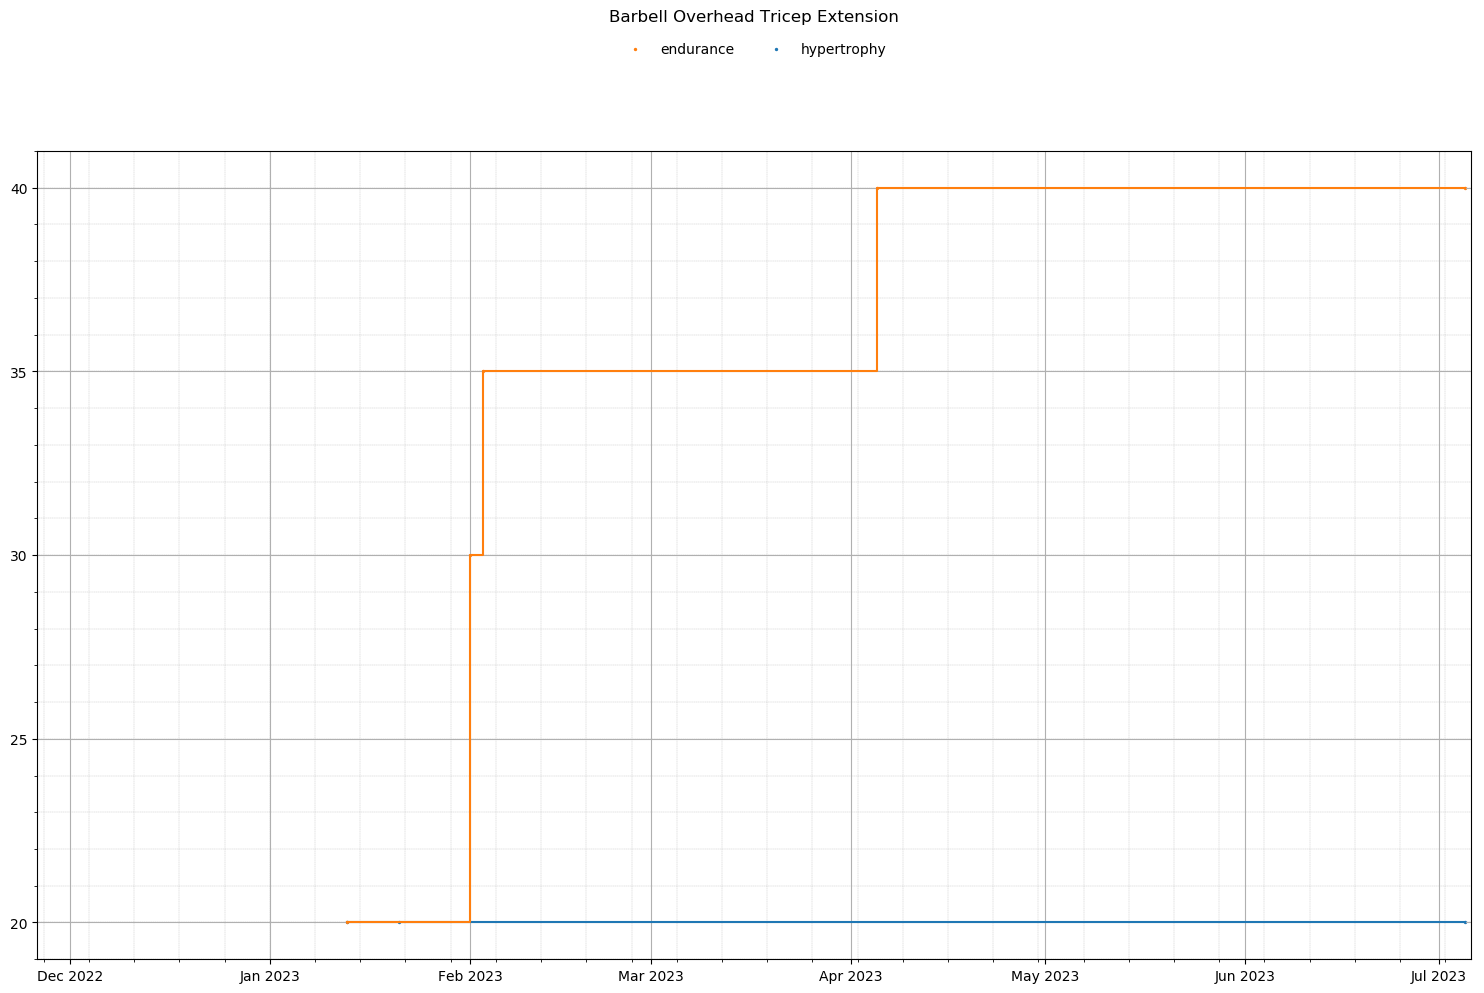 Barbell Overhead Tricep Extension
endurance hypertrophy
40
35
30
25
20
Dec 2022 Jan 2023 Feb 2023 Mar 2023 Apr 2023 May 2023 Jun 2023 Jul 2023